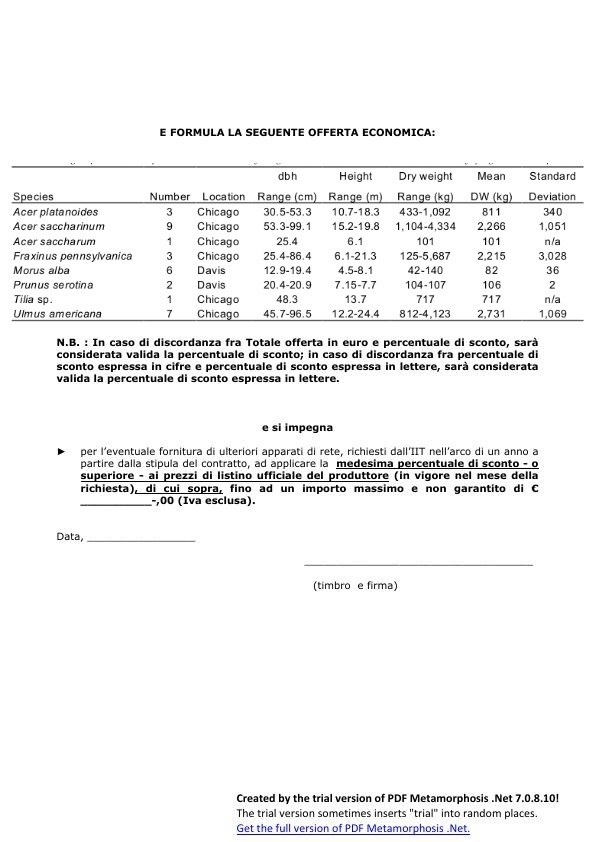 E FORMULA LA SEGUENTE OFFERTA ECONOMICA:
dbh Height Dry weight Mean Standard
Species Number Location Range (cm) Range (m) Range (kg) DW (kg) Deviation
Acer platanoides 3 Chicago 30.5-53.3 10.7-18.3 433-1,092 811 340
Acer saccharinum 9 Chicago 53.3-99.1 15.2-19.8 1,104-4,334 2,266 1,051
Acer saccharum 1 Chicago 25.4 6.1 101 101 n/a
Fraxinus pennsylvanica 3 Chicago 25.4-86.4 6.1-21.3 125-5,687 2,215 3,028
Morus alba 6 Davis 12.9-19.4 4.5-8.1 42-140 82 36
Prunus serotina 2 Davis 20.4-20.9 7.15-7.7 104-107 106 2
Tilia sp. 1 Chicago 48.3 13.7 717 717 n/a
Ulmus americana 7 Chicago 45.7-96.5 12.2-24.4 812-4,123 2,731 1,069
N.B. : In caso di discordanza fra Totale offerta in euro e percentuale di sconto, sarà
considerata valida la percentuale di sconto; in caso di discordanza fra percentuale di
sconto espressa in cifre e percentuale di sconto espressa in lettere, sarà considerata
valida la percentuale di sconto espressa in lettere.
e si impegna
► per l'eventuale fornitura di ulteriori apparati di rete, richiesti dall'IIT nell'arco di un anno a
partire dalla stipula del contratto, ad applicare la medesima percentuale di sconto - o
superiore - ai prezzi di listino ufficiale del produttore (in vigore nel mese della
richiesta), di cui sopra, fino ad un importo massimo e non garantito di €
___________-,00 (Iva esclusa).
Data, _________________
____________________________________
(timbro e firma)
Created by the trial version of PDF Metamorphosis .Net 7.0.8.10!
The trial version sometimes inserts "trial" into random places.
Get the full version of PDF Metamorphosis .Net.